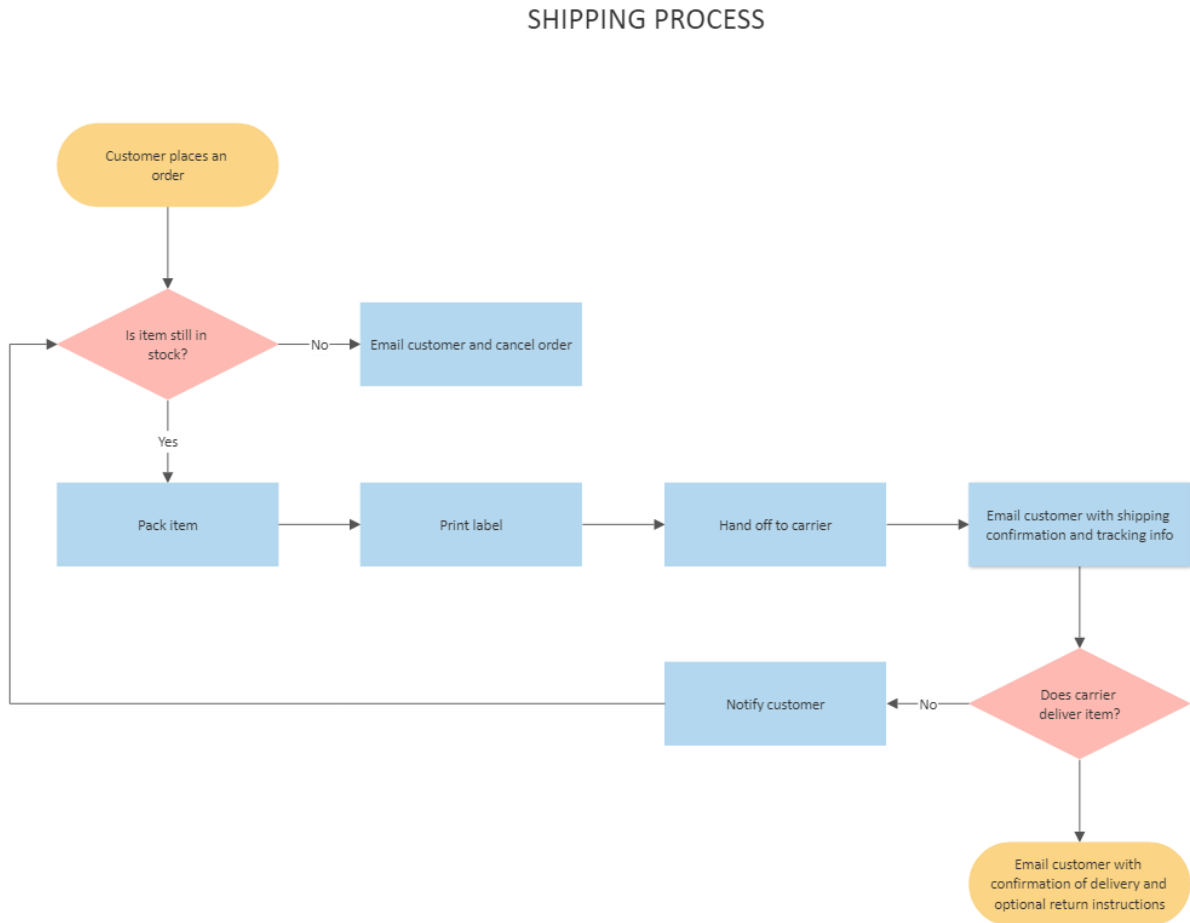 SHIPPING PROCESS
Customer places an
order
Is item still in
stock?
No
Email customer and cancel order
Yes
Pack item
Print label
Hand off to carrier
Email customer with shipping
confirmation and tracking info
Notify customer
No
Does carrier
deliver item?
Email customer with
confirmation of delivery and
optional return instructions